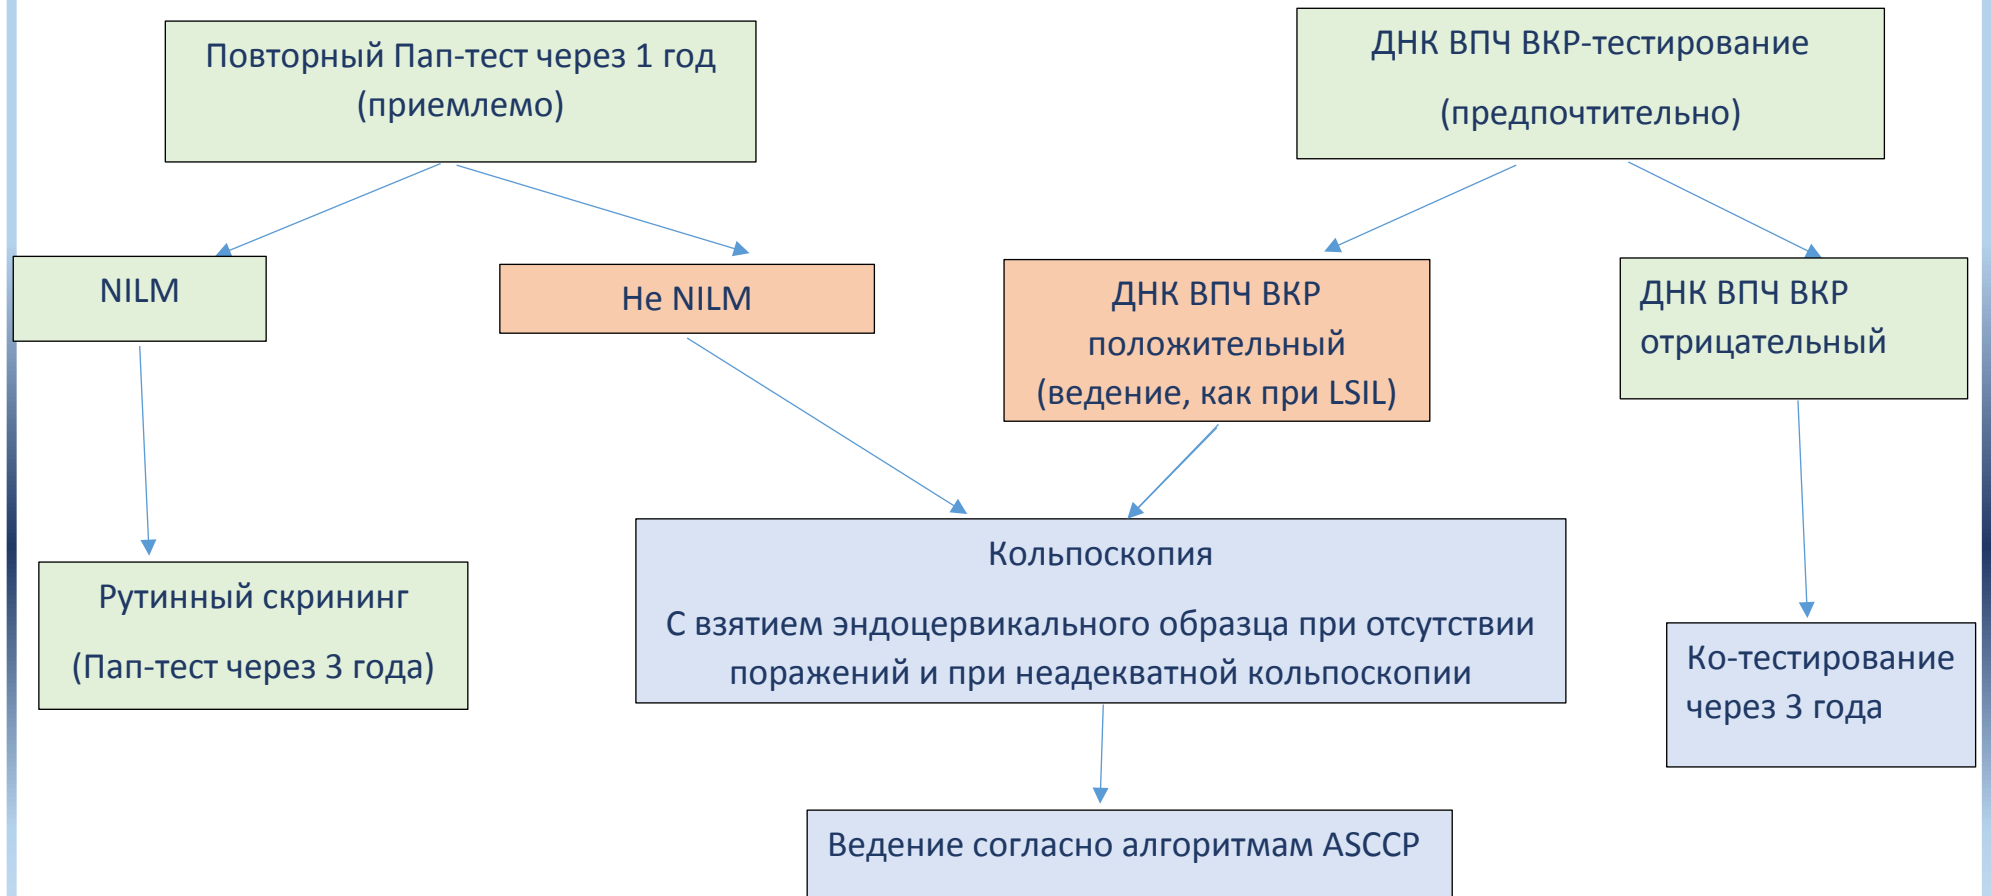 Повторный Пап-тест через 1 год
(приемлемо)
ДНК ВПЧ ВКР-тестирование
(предпочтительно)
NILM
Не NILM
ДНК ВПЧ ВКР
положительный
(ведение, как при LSIL)
ДНК ВПЧ ВКР
отрицательный
Рутинный скрининг
(Пап-тест через 3 года)
Кольпоскопия
С взятием эндоцервикального образца при отсутствии
поражений и при неадекватной кольпоскопии
Ко-тестирование
через 3 года
Ведение согласно алгоритмам ASCCP